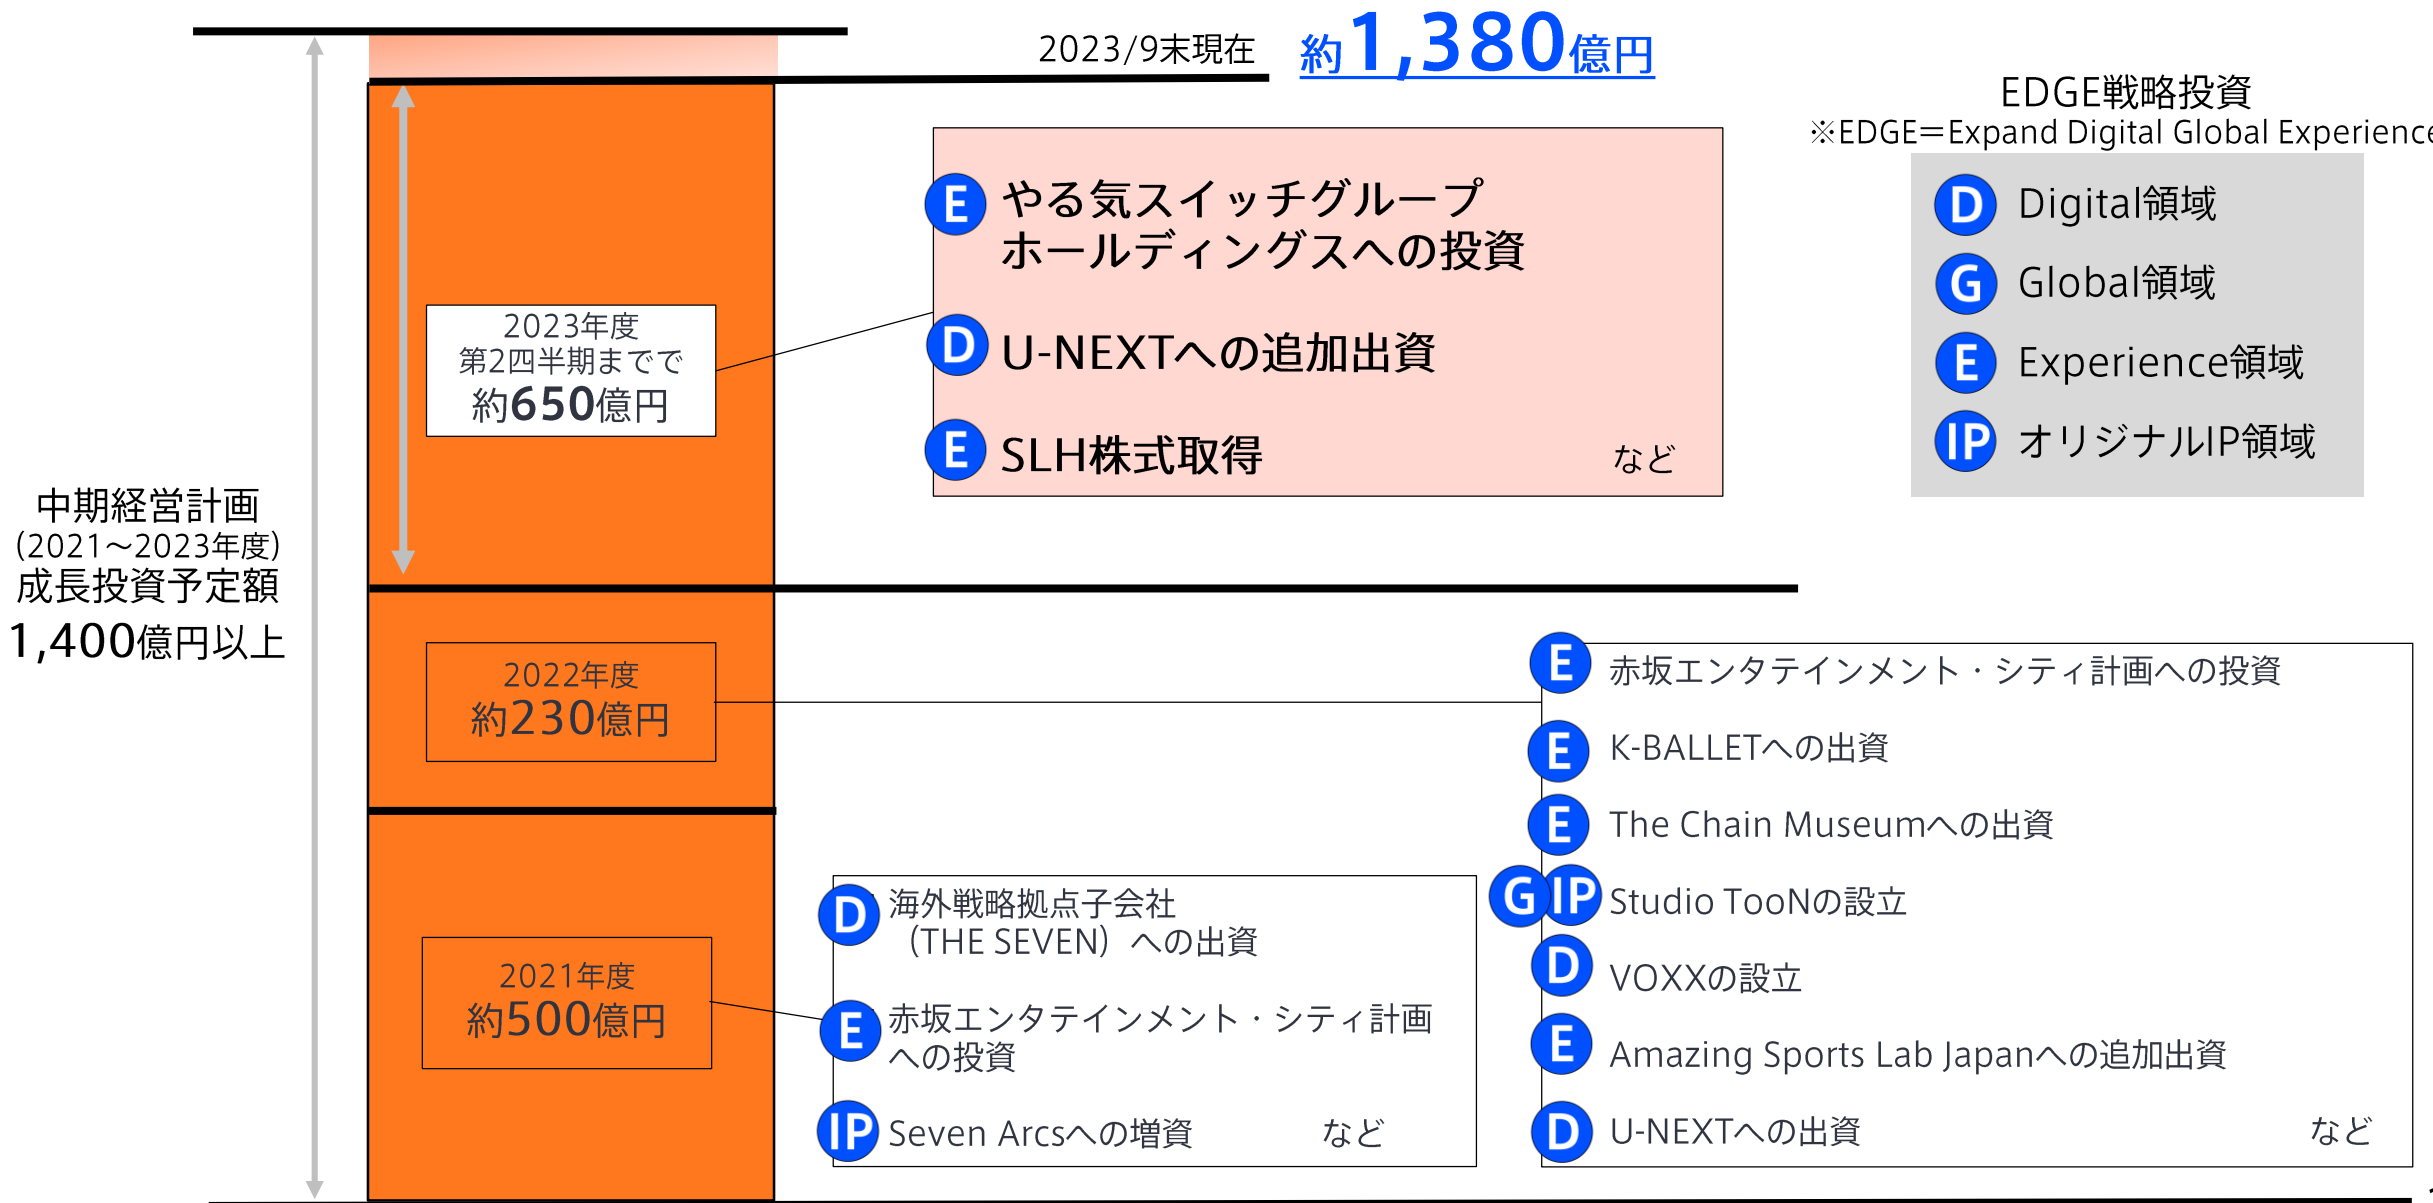 2023/9末現在 約1,380億円
EDGE戦略投資
※EDGE＝Expand Digital Global Experience
D Digital領域
G Global領域
E Experience領域
IP オリジナルIP領域
中期経営計画
(2021～2023年度)
成長投資予定額
1,400億円以上
2023年度
第2四半期までで
約650億円
E やる気スイッチグループ
ホールディングスへの投資
D U-NEXTへの追加出資
E SLH株式取得 など
2022年度
約230億円
E 赤坂エンタテインメント・シティ計画への投資
E K-BALLETへの出資
E The Chain Museumへの出資
G IP Studio TooNの設立
D VOXXの設立
E Amazing Sports Lab Japanへの追加出資
D U-NEXTへの出資 など
2021年度
約500億円
D 海外戦略拠点子会社
（THE SEVEN）への出資
E 赤坂エンタテインメント・シティ計画
への投資
IP Seven Arcsへの増資 など